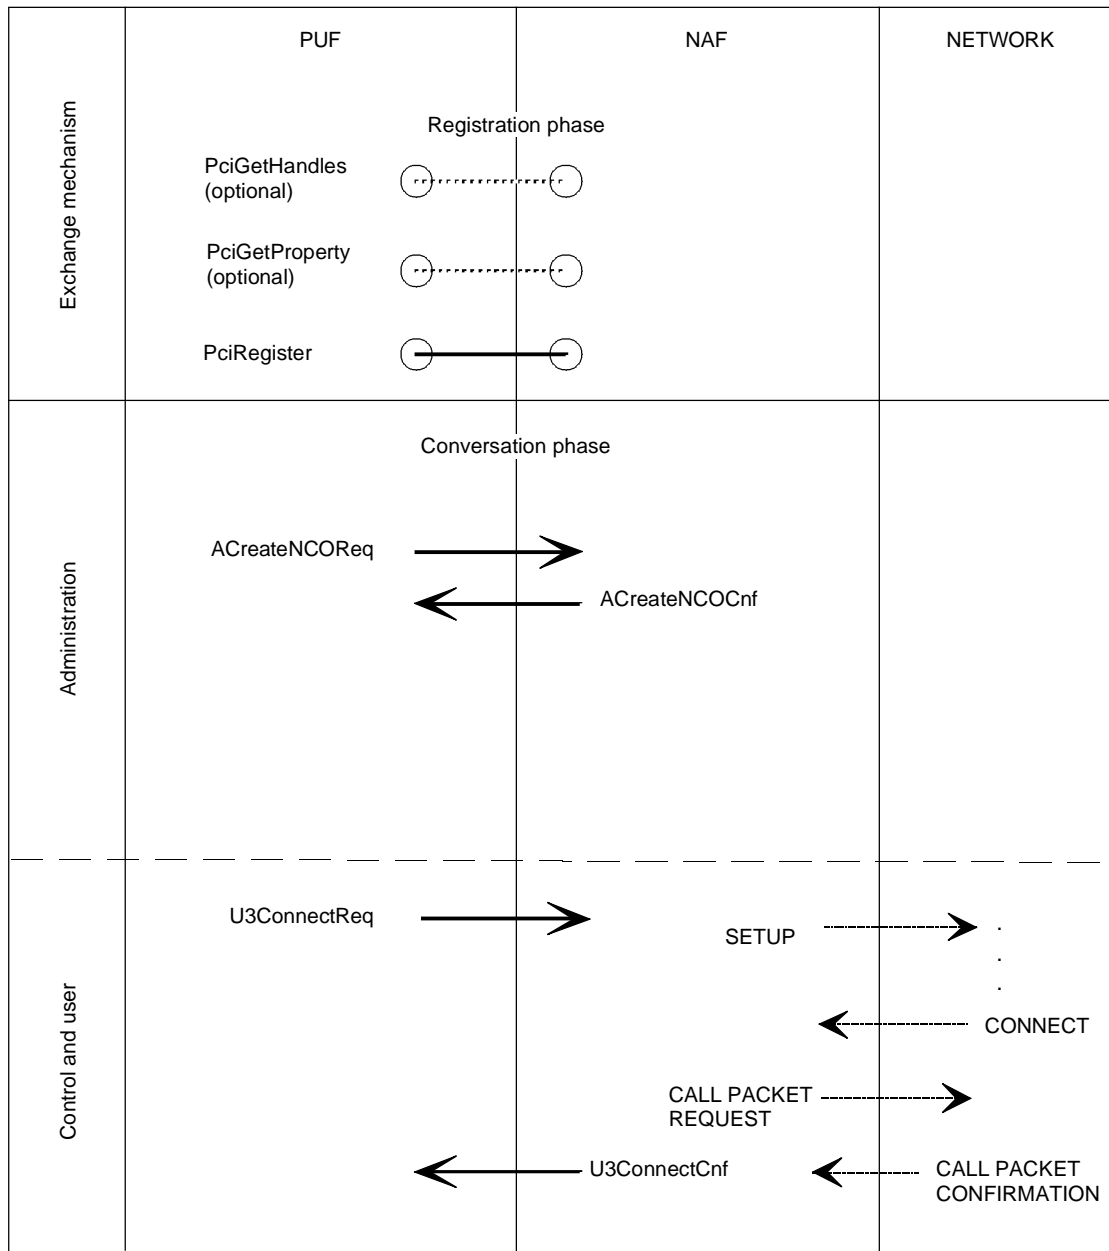 PUF
NAF
NETWORK
Exchange mechanism
Registration phase
PciGetHandles
(optional)
PciGetProperty
(optional)
PciRegister
Administration
Conversation phase
ACreateNCOReq
ACreateNCOCnf
Control and user
U3ConnectReq
SETUP
.
.
.
CONNECT
CALL PACKET
REQUEST
U3ConnectCnf
CALL PACKET
CONFIRMATION